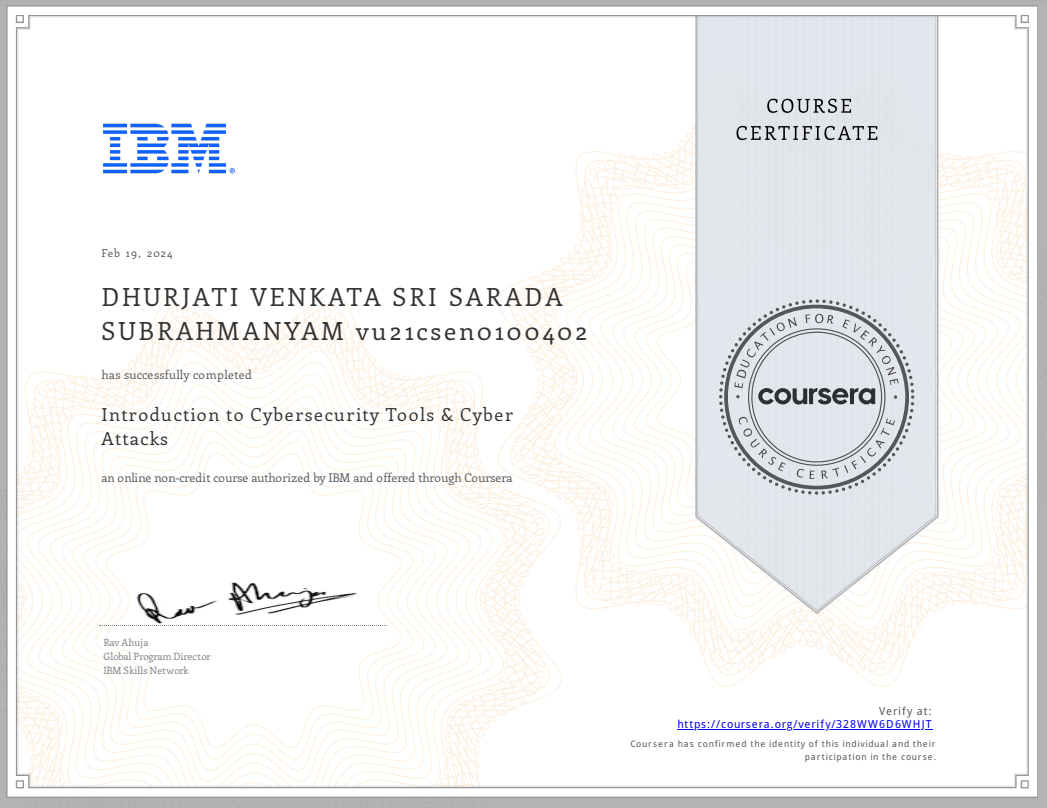 COURSE
CERTIFICATE
IBM®
Feb 19, 2024
DHURJATI VENKATA SRI SARADA
SUBRAHMANYAM vu21csen0100402
has successfully completed
Introduction to Cybersecurity Tools & Cyber
Attacks
an online non-credit course authorized by IBM and offered through Coursera
EDUCATION FOR EVERYONE
coursera
COURSE CERTIFICATE
Rav Ahuja
Rav Ahuja
Global Program Director
IBM Skills Network
Verify at:
https://coursera.org/verify/328WW6D6WHJT
Coursera has confirmed the identity of this individual and their
participation in the course.